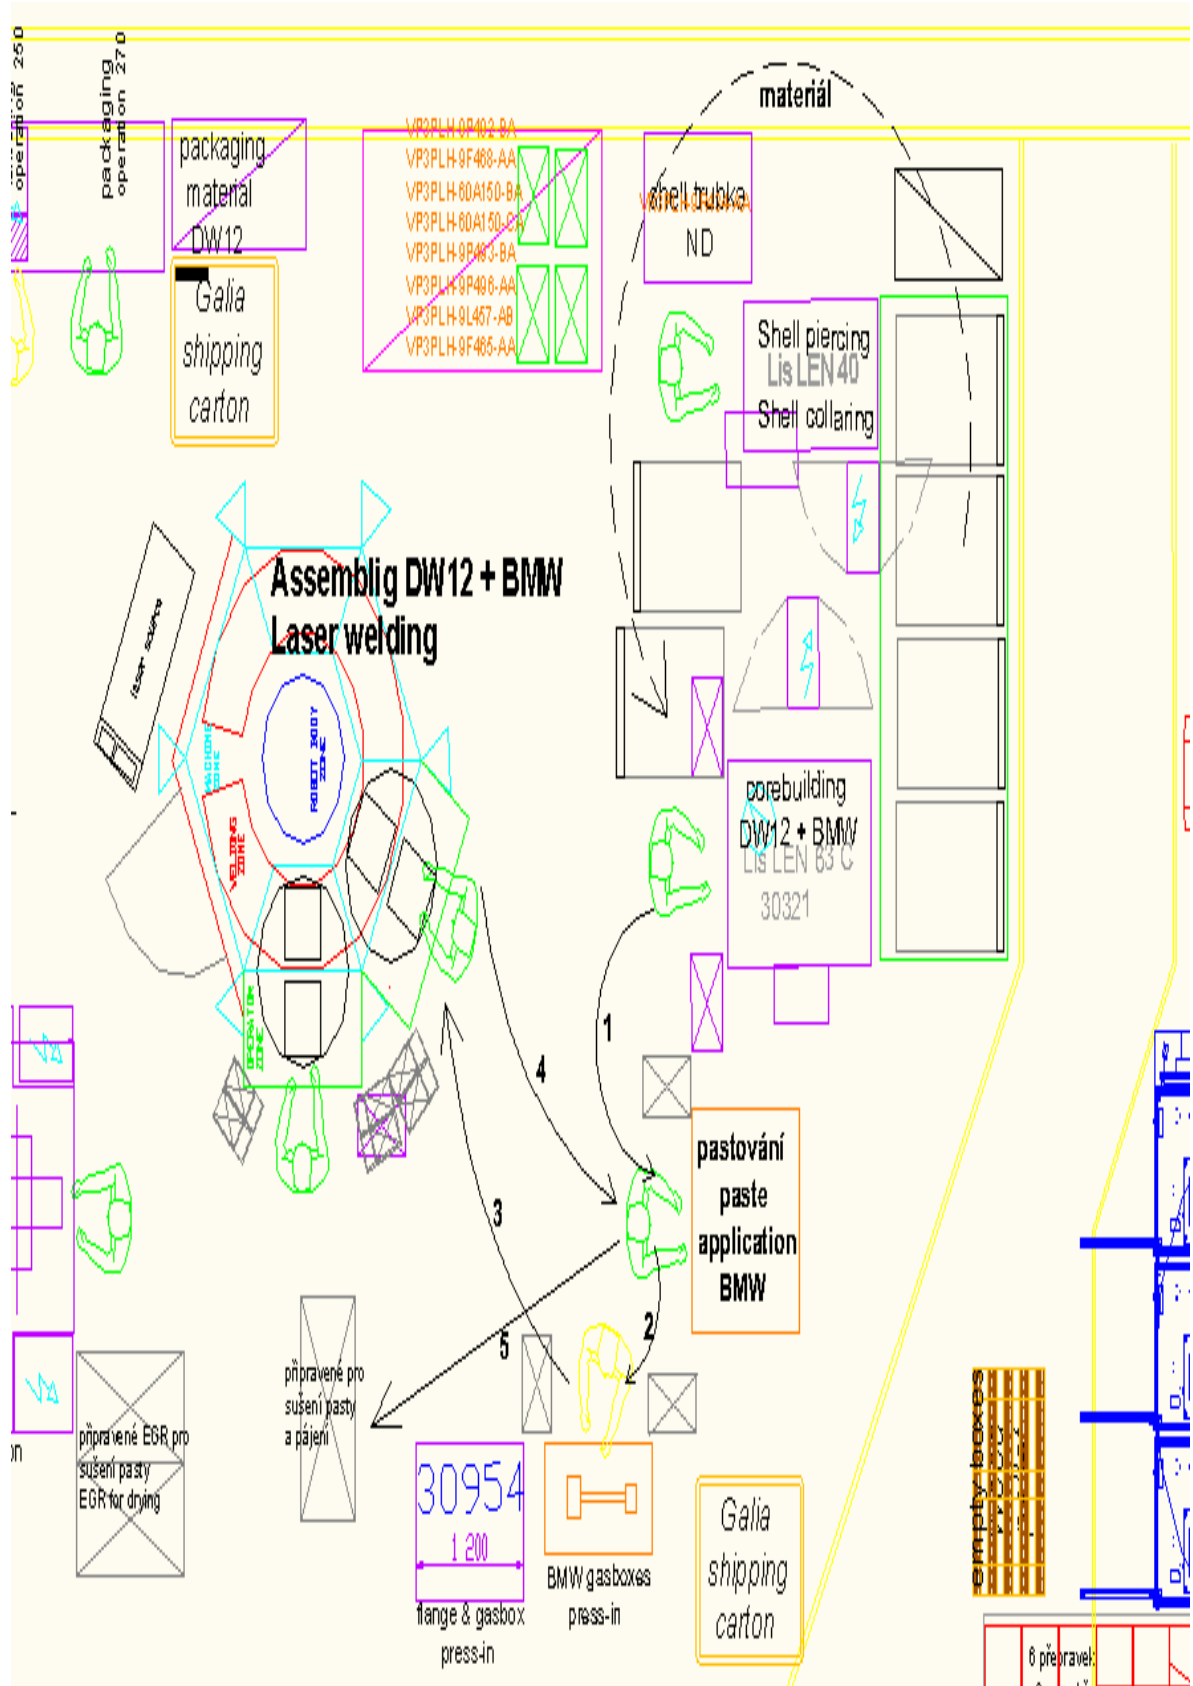 operation 250
packaging
operation 270
packaging
material
DW12
Galia
shipping
carton
VP3PLH-9F468-AA
VP3PLH-60A150-BA
VP3PLH-9P493-BA
VP3PLH-9P496-AA
VP3PLH-9L457-AB
VP3PLH-9F465-AA
materiál
shell trubka
ND
Shell piercing
Lis LEN 40
Shell collaring
Assemblig DW12 + BMW
Laser welding
laser source
MACHINE
ZONE
ROBOT BODY
ZONE
WELDING
ZONE
OPERATOR
ZONE
corebuilding
DW12 + BMW
Lis LEN 63 C
30321
1
4
3
2
5
pastování
paste
application
BMW
připravené pro
sušení pasty
a pájení
připravené EGR pro
sušení pasty
EGR for drying
30954
1 200
flange & gasbox
press-in
BMW gasboxes
press-in
Galia
shipping
carton
empty boxes
6 přepravek